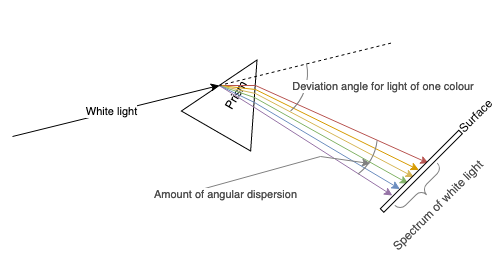 White light
Prism
Deviation angle for light of one colour
Surface
Amount of angular dispersion
Spectrum of white light